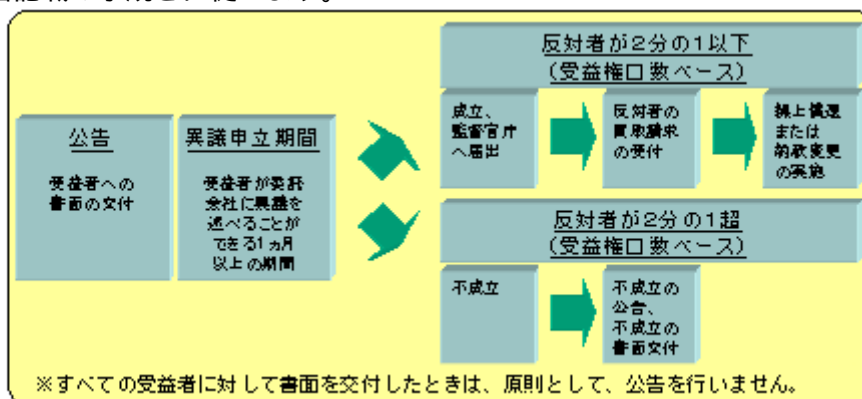 反対者が2分の1以下
(受益権口数ベース)
公告
受益者への
書面の交付
異議申立期間
受益者が委託
会社に異議を
述べることが
できる1ヵ月
以上の期間
成立、
監督官庁
へ届出
反対者の
買取請求
の受付
繰上償還
または
約款変更
の実施
反対者が2分の1超
(受益権口数ベース)
不成立
不成立の
公告、
不成立の
書面交付
※すべての受益者に対して書面を交付したときは、原則として、公告を行いません。